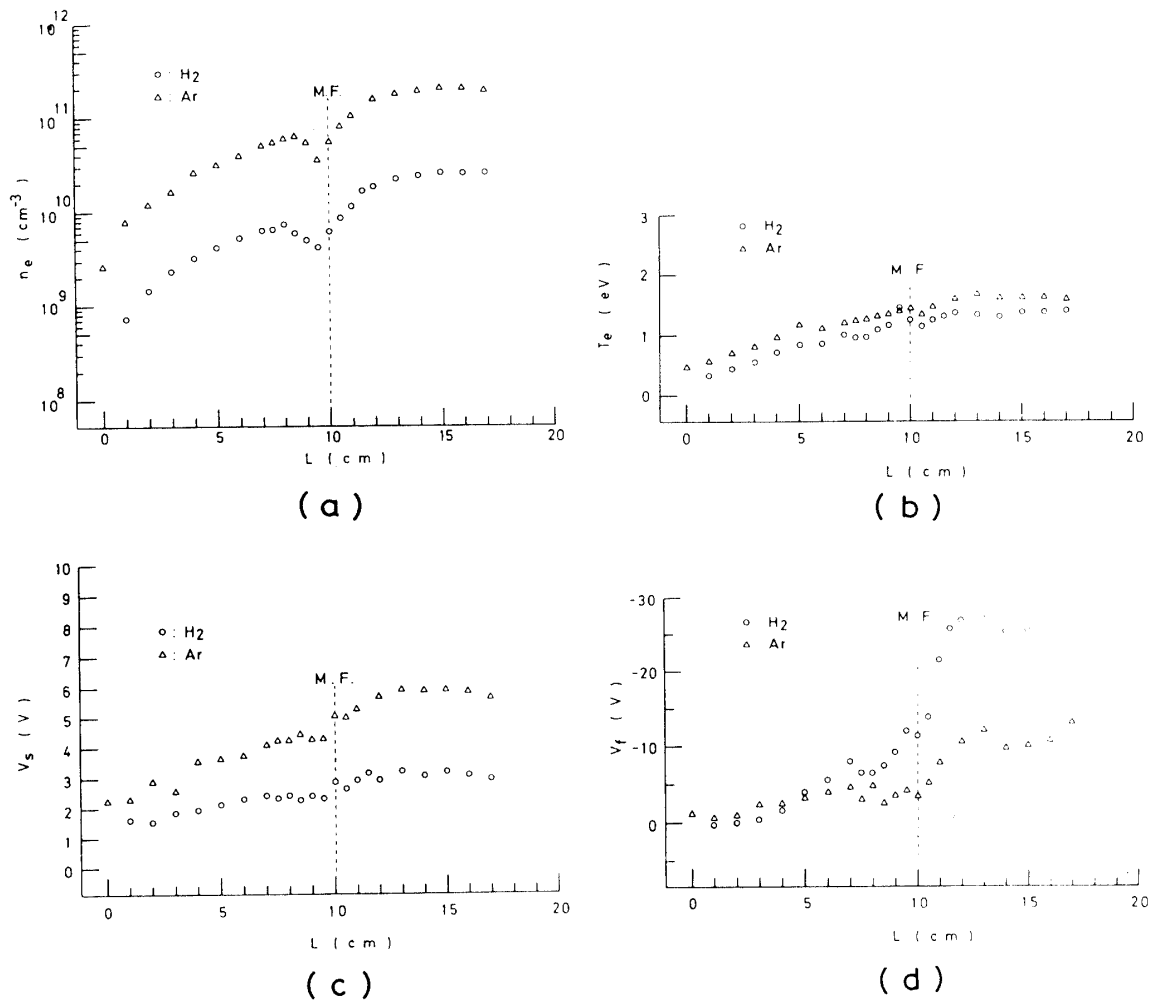 10^12
○ : H2
△ : Ar
M.F.
10^11
10^10
10^9
10^8
n_e ( cm^-3 )
0 5 10 15 20
L ( cm )
( a )
○ H2
△ Ar
M F
3
2
1
0
T_e ( eV )
0 5 10 15 20
L ( cm )
( b )
10
9
8
7
6
5
4
3
2
1
0
○ : H2
△ : Ar
M. F.
V_s ( V )
0 5 10 15 20
L ( cm )
( c )
-30
-20
-10
0
○ H2
△ Ar
M F
V_f ( V )
0 5 10 15 20
L ( cm )
( d )